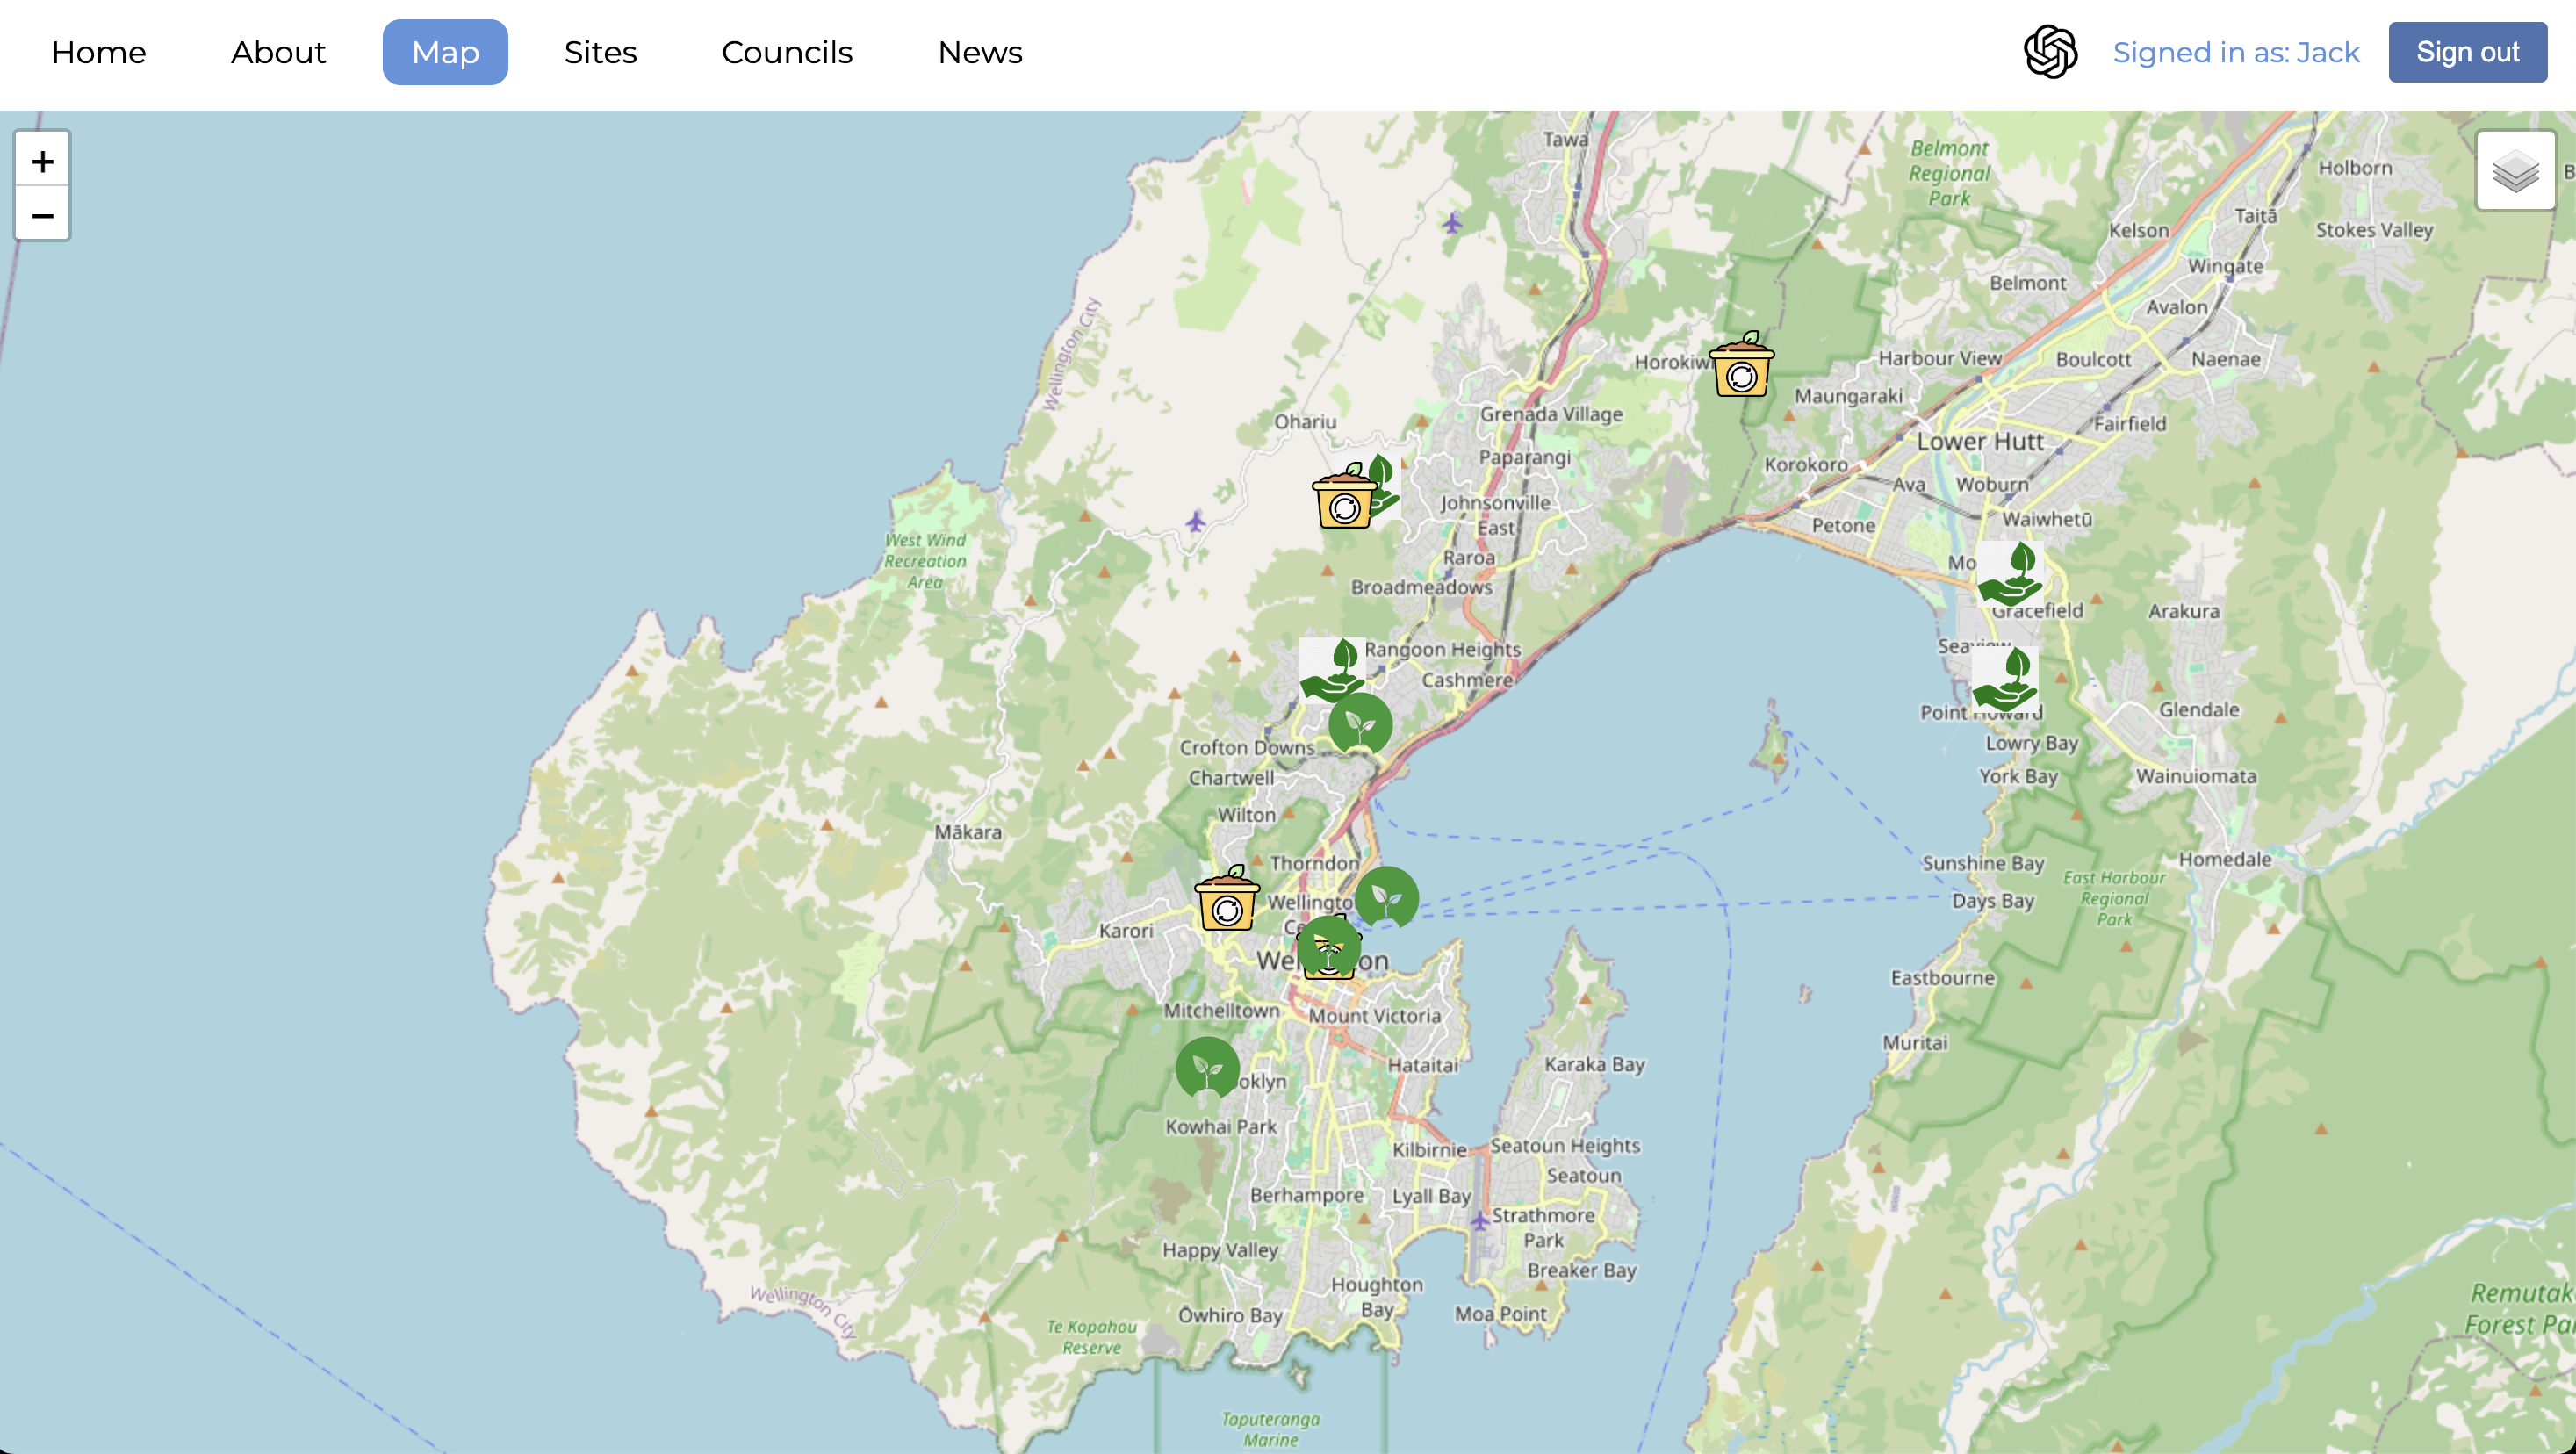 Home About Map Sites Councils News Signed in as: Jack Sign out
+
−
Tawa
Belmont
Regional
Park
Holborn
Taitā
Kelson
Stokes Valley
Wingate
Belmont
Avalon
Wellington City
Horokiw
Harbour View
Boulcott
Naenae
Maungaraki
Ohariu
Grenada Village
Fairfield
Lower Hutt
Paparangi
Korokoro
Ava
Woburn
Johnsonville
East
Petone
Waiwhetū
West Wind
Recreation
Area
Raroa
Mo
Broadmeadows
Gracefield
Arakura
Rangoon Heights
Seaview
Cashmere
Point Howard
Glendale
Lowry Bay
Crofton Downs
Chartwell
York Bay
Wainuiomata
Wilton
Mākara
Thorndon
Sunshine Bay
Homedale
East Harbour
Regional
Park
Days Bay
Wellingto
Ce
Karori
Wel on
Eastbourne
Mitchelltown
Mount Victoria
Muritai
Hataitai
Karaka Bay
oklyn
Kowhai Park
Kilbirnie
Seatoun Heights
Seatoun
Berhampore
Lyall Bay
Strathmore
Park
Happy Valley
Breaker Bay
Houghton
Bay
Wellington City
Ōwhiro Bay
Moa Point
Te Kopahou
Reserve
Remutak
Forest Pa
Taputeranga
Marine